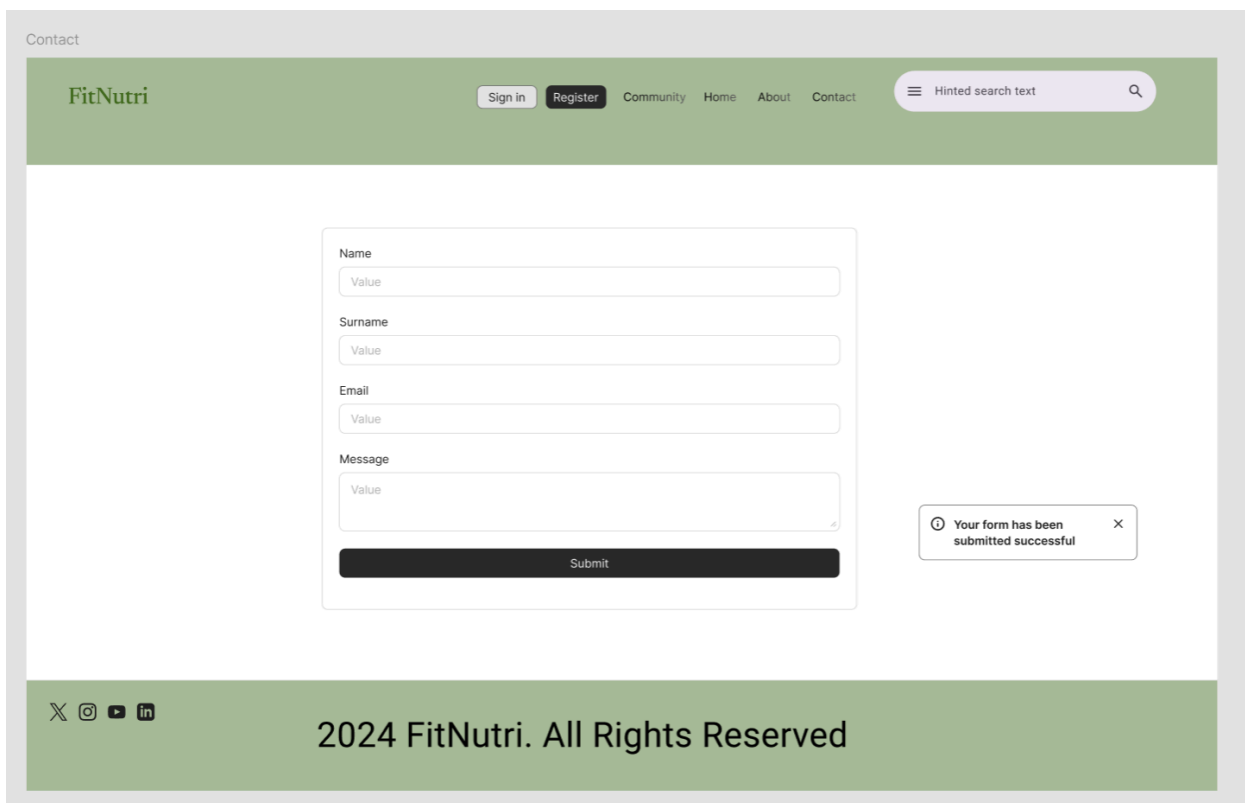 Contact
FitNutri
Sign in
Register
Community
Home
About
Contact
Hinted search text
Name
Value
Surname
Value
Email
Value
Message
Value
Submit
Your form has been
submitted successful
2024 FitNutri. All Rights Reserved